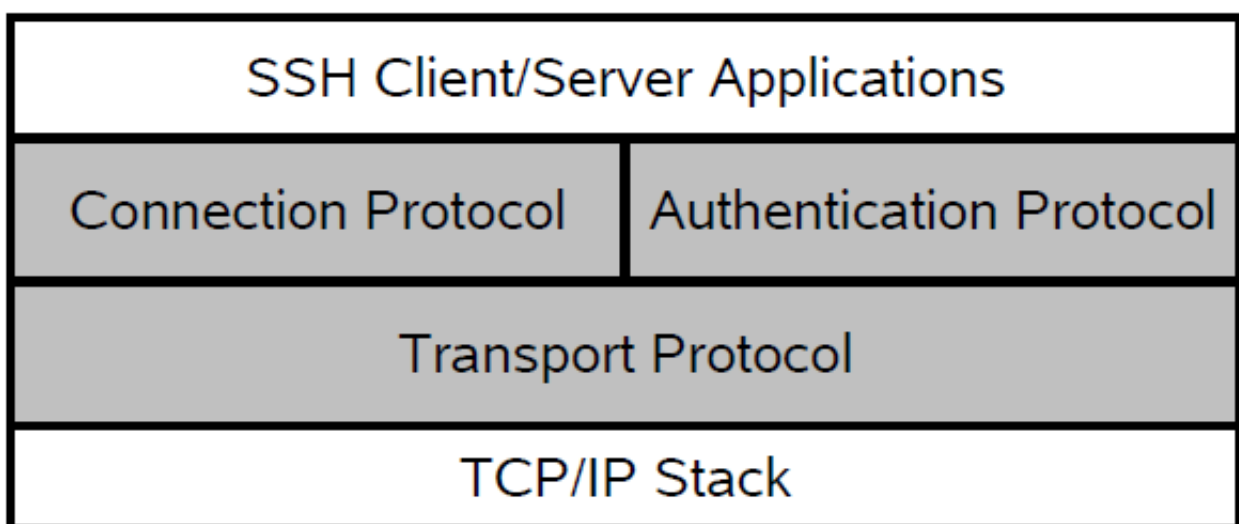 SSH Client/Server Applications
Connection Protocol
Authentication Protocol
Transport Protocol
TCP/IP Stack